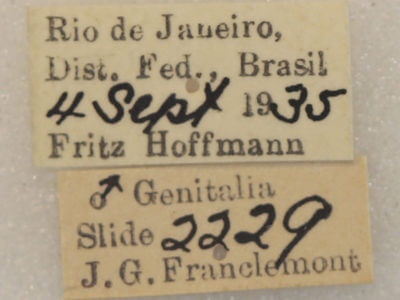 Rio de Janeiro,
Dist. Fed., Brasil
4 Sept 1935
Fritz Hoffmann
♂ Genitalia
Slide 2229
J. G. Franclemont